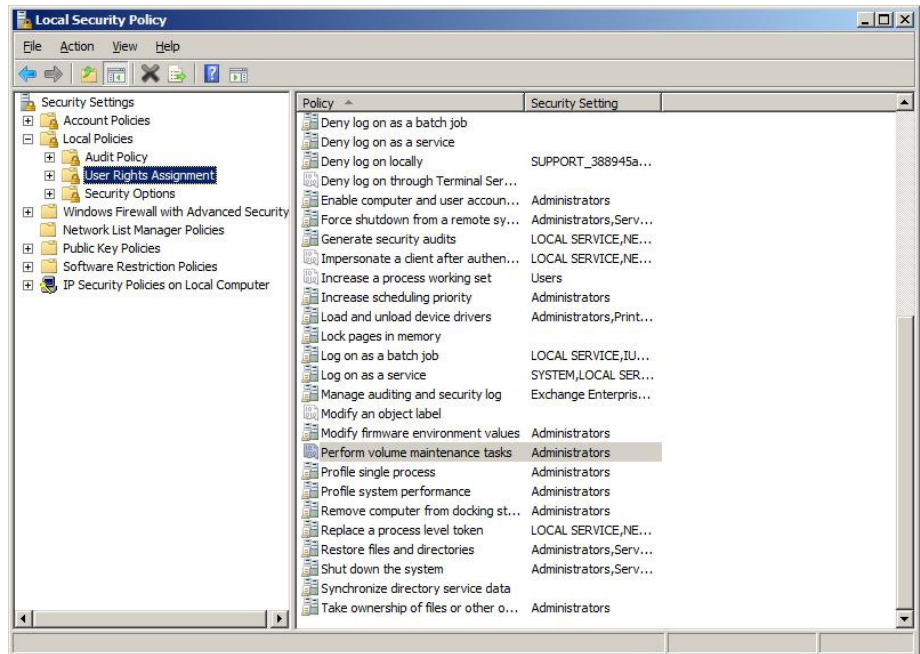 Local Security Policy
File Action View Help
Security Settings
Account Policies
Local Policies
Audit Policy
User Rights Assignment
Security Options
Windows Firewall with Advanced Security
Network List Manager Policies
Public Key Policies
Software Restriction Policies
IP Security Policies on Local Computer
Policy Security Setting
Deny log on as a batch job
Deny log on as a service
Deny log on locally SUPPORT_388945a...
Deny log on through Terminal Ser...
Enable computer and user accoun... Administrators
Force shutdown from a remote sy... Administrators,Serv...
Generate security audits LOCAL SERVICE,NE...
Impersonate a client after authen... LOCAL SERVICE,NE...
Increase a process working set Users
Increase scheduling priority Administrators
Load and unload device drivers Administrators,Print...
Lock pages in memory
Log on as a batch job LOCAL SERVICE,IU...
Log on as a service SYSTEM,LOCAL SER...
Manage auditing and security log Exchange Enterpris...
Modify an object label
Modify firmware environment values Administrators
Perform volume maintenance tasks Administrators
Profile single process Administrators
Profile system performance Administrators
Remove computer from docking st... Administrators
Replace a process level token LOCAL SERVICE,NE...
Restore files and directories Administrators,Serv...
Shut down the system Administrators,Serv...
Synchronize directory service data
Take ownership of files or other o... Administrators